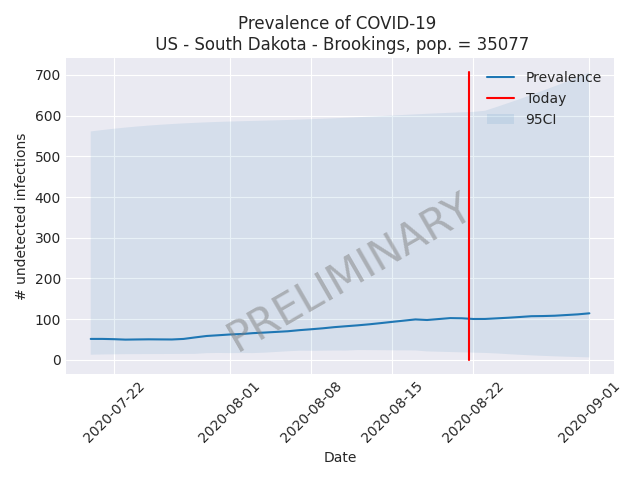 Prevalence of COVID-19
US - South Dakota - Brookings, pop. = 35077
700
600
500
400
300
200
100
0
# undetected infections
Prevalence
Today
95CI
PRELIMINARY
2020-07-22
2020-08-01
2020-08-08
2020-08-15
2020-08-22
2020-09-01
Date